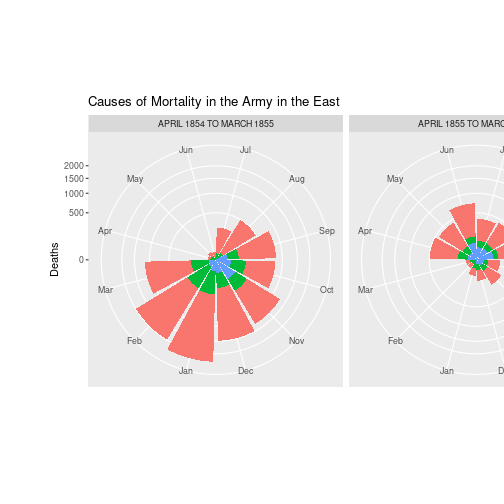 Causes of Mortality in the Army in the East
APRIL 1854 TO MARCH 1855
APRIL 1855 TO MARC
Deaths
2000
1500
1000
500
0
Jun
Jul
May
Aug
Apr
Sep
Mar
Oct
Feb
Nov
Jan
Dec
Jun
Jul
May
Apr
Mar
Feb
Jan
D